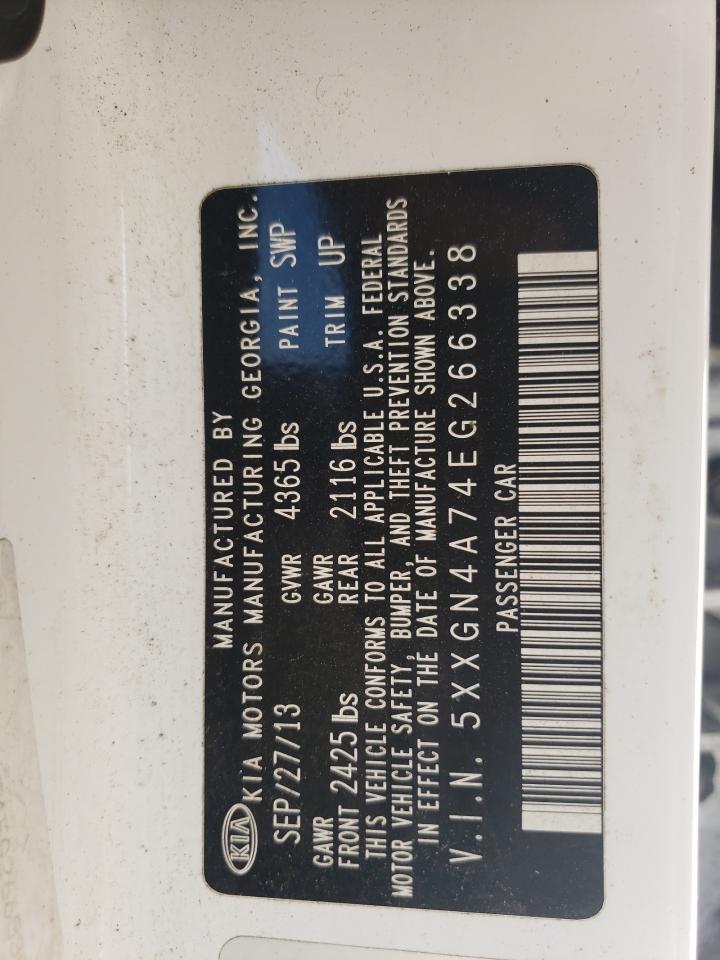 MANUFACTURED BY
KIA KIA MOTORS MANUFACTURING GEORGIA, INC.
SEP/27/13 GVWR 4365 lbs PAINT SWP
GAWR FRONT 2425 lbs GAWR REAR 2116 lbs TRIM UP
THIS VEHICLE CONFORMS TO ALL APPLICABLE U.S.A. FEDERAL
MOTOR VEHICLE SAFETY, BUMPER, AND THEFT PREVENTION STANDARDS
IN EFFECT ON THE DATE OF MANUFACTURE SHOWN ABOVE.
V.I.N. 5XXGN4A74EG266338
PASSENGER CAR